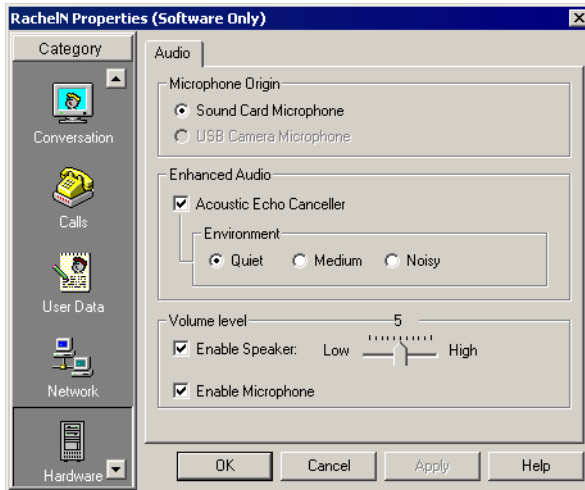 RachelN Properties (Software Only)
Category
Conversation
Calls
User Data
Network
Hardware
Audio
Microphone Origin
Sound Card Microphone
USB Camera Microphone
Enhanced Audio
Acoustic Echo Canceller
Environment
Quiet Medium Noisy
Volume level 5
Enable Speaker: Low High
Enable Microphone
OK Cancel Apply Help